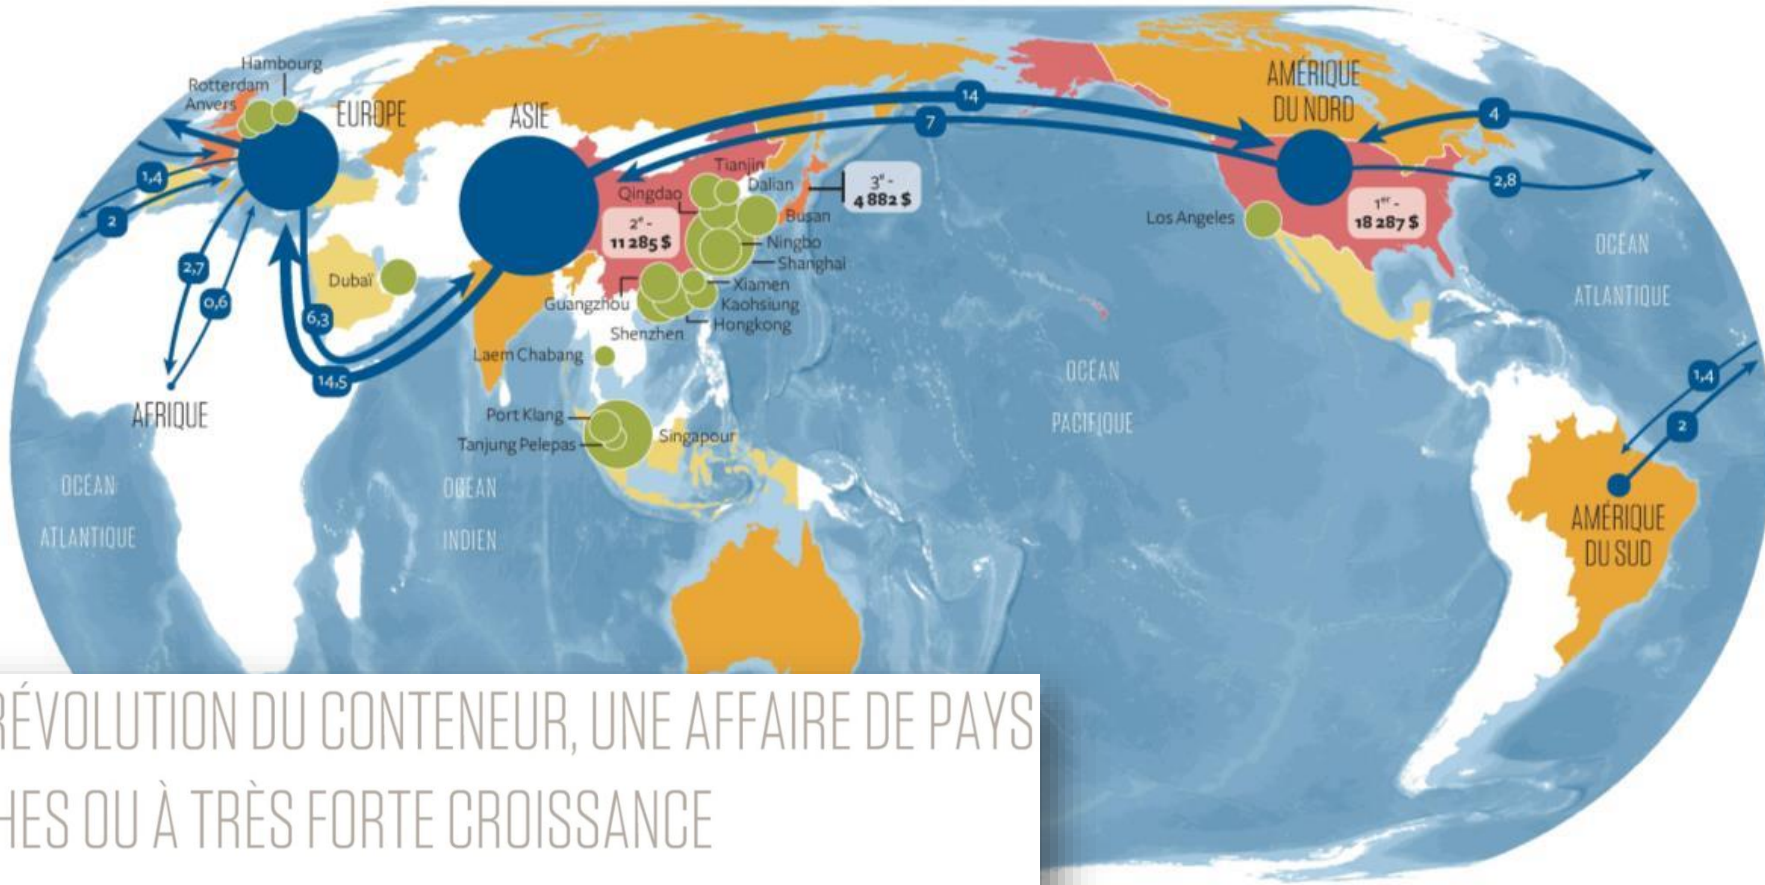 Hambourg
Rotterdam
Anvers
EUROPE
ASIE
AMÉRIQUE
DU NORD
14
7
4
2,8
1,4
2
2,7
0,6
6,3
14,5
Tianjin
Dalian
Qingdao
3e -
4 882 $
2e -
11 285 $
Busan
Ningbo
Shanghai
Xiamen
Kaohsiung
Hongkong
Guangzhou
Shenzhen
Dubaï
Laem Chabang
Port Klang
Tanjung Pelepas
Singapour
Los Angeles
1er -
18 287 $
OCÉAN
ATLANTIQUE
OCÉAN
PACIFIQUE
AFRIQUE
OCÉAN
ATLANTIQUE
OCÉAN
INDIEN
1,4
2
AMÉRIQUE
DU SUD
RÉVOLUTION DU CONTENEUR, UNE AFFAIRE DE PAYS
HES OU À TRÈS FORTE CROISSANCE